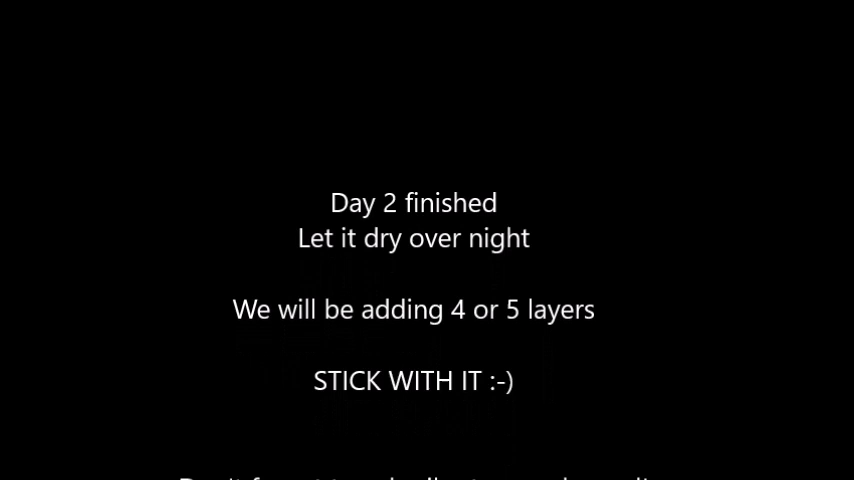 Day 2 finished
Let it dry over night
We will be adding 4 or 5 layers
STICK WITH IT :-)